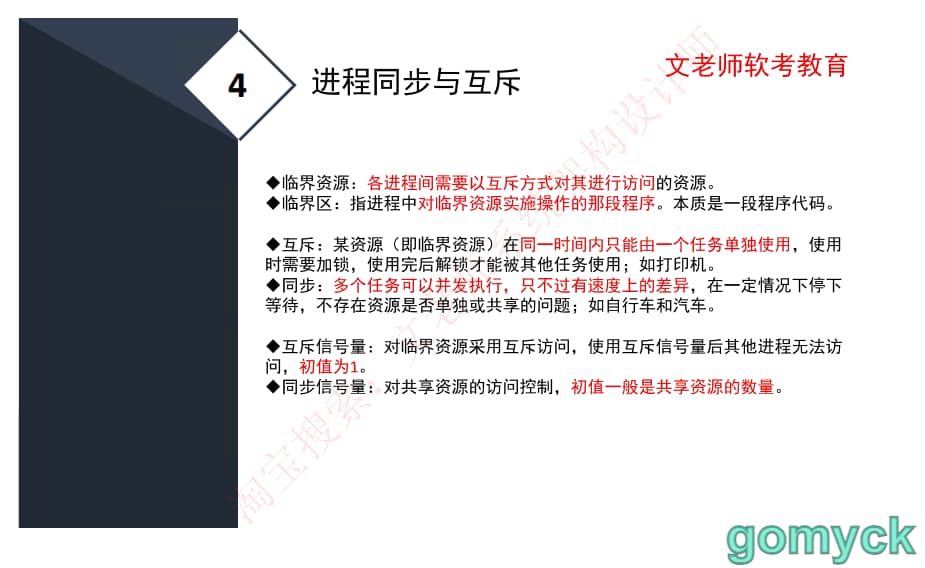 4
进程同步与互斥
文老师软考教育
◆临界资源：各进程间需要以互斥方式对其进行访问的资源。
◆临界区：指进程中对临界资源实施操作的那段程序。本质是一段程序代码。
◆互斥：某资源（即临界资源）在同一时间内只能由一个任务单独使用，使用
时需要加锁，使用完后解锁才能被其他任务使用；如打印机。
◆同步：多个任务可以并发执行，只不过有速度上的差异，在一定情况下停下
等待，不存在资源是否单独或共享的问题；如自行车和汽车。
◆互斥信号量：对临界资源采用互斥访问，使用互斥信号量后其他进程无法访
问，初值为1。
◆同步信号量：对共享资源的访问控制，初值一般是共享资源的数量。
淘宝搜索：文老师系统架构设计师
gomyck